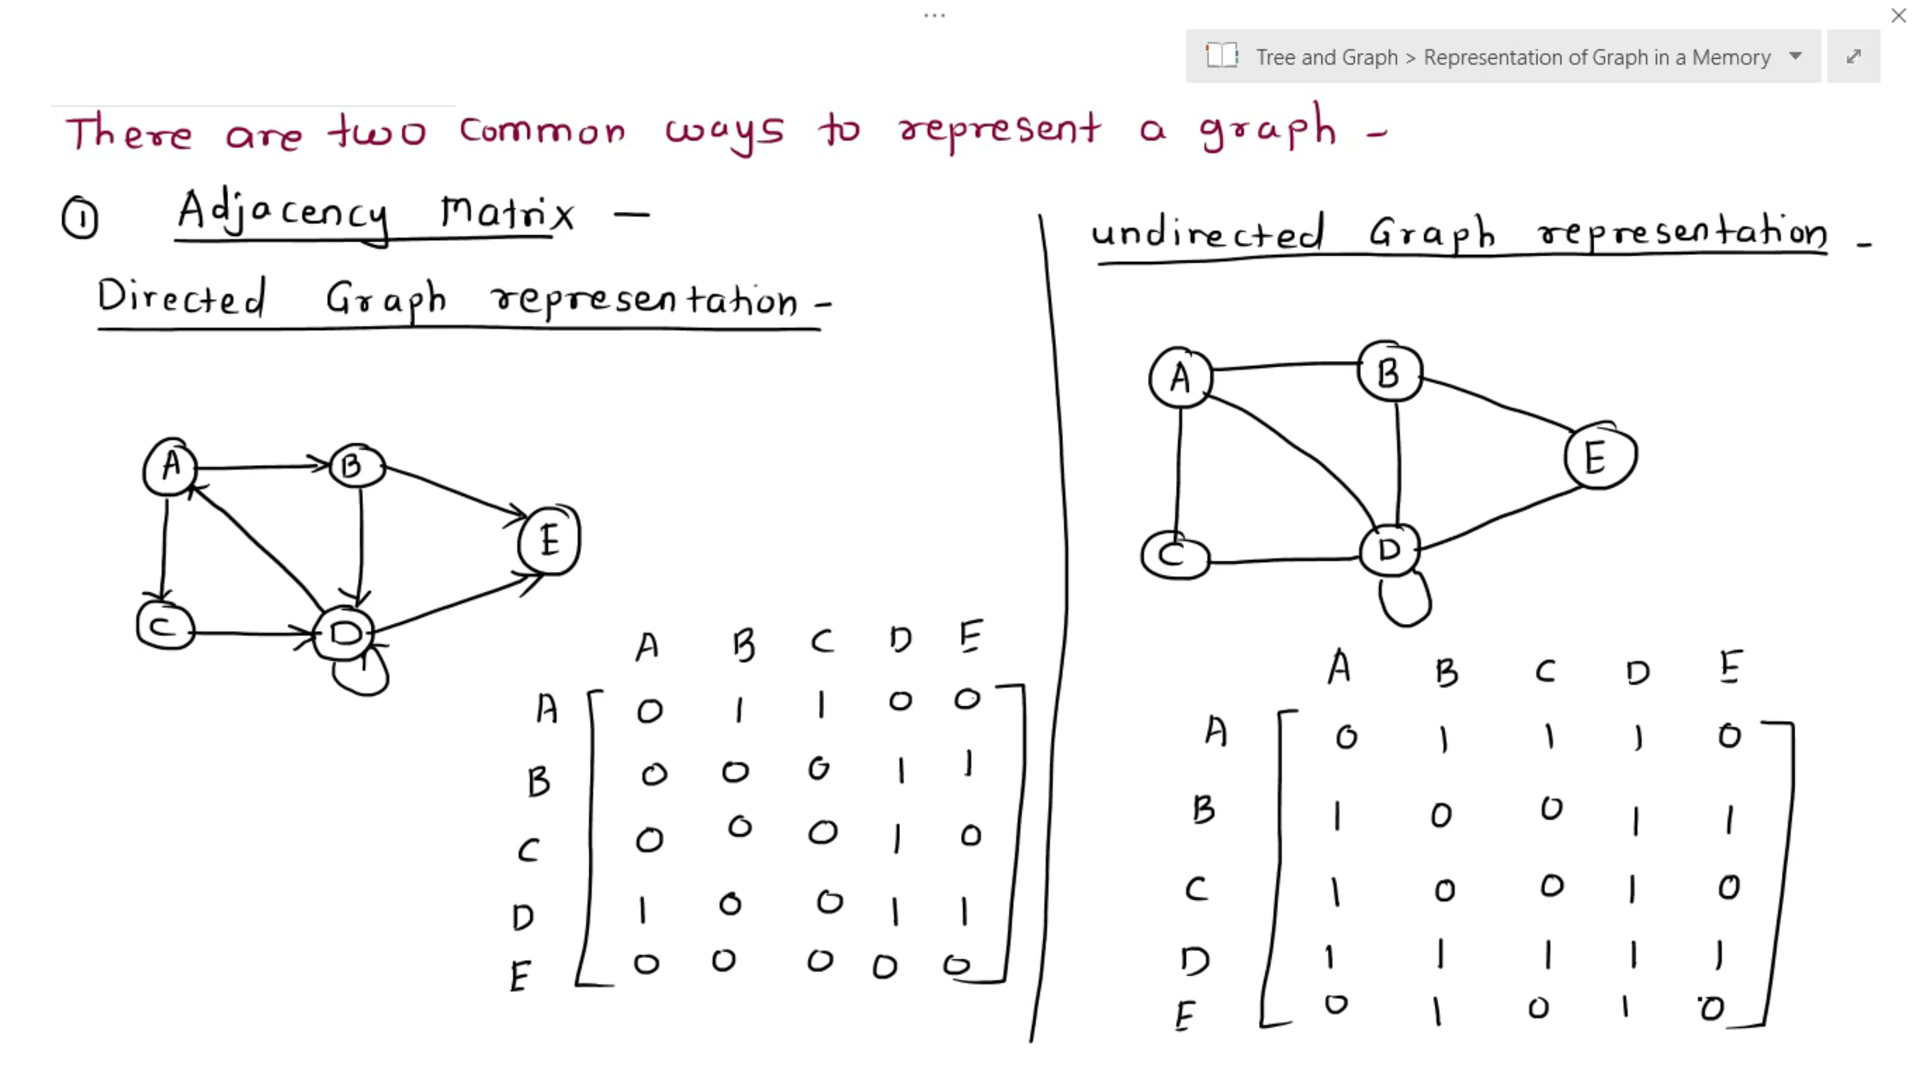 ...
Tree and Graph > Representation of Graph in a Memory
There are two common ways to represent a graph -
① Adjacency Matrix -
Directed Graph representation -
A B
E
C D
A B C D E
A 0 1 1 0 0
B 0 0 0 1 1
C 0 0 0 1 0
D 1 0 0 1 1
E 0 0 0 0 0
undirected Graph representation -
A B
E
C D
A B C D E
A 0 1 1 1 0
B 1 0 0 1 1
C 1 0 0 1 0
D 1 1 1 1 1
E 0 1 0 1 0